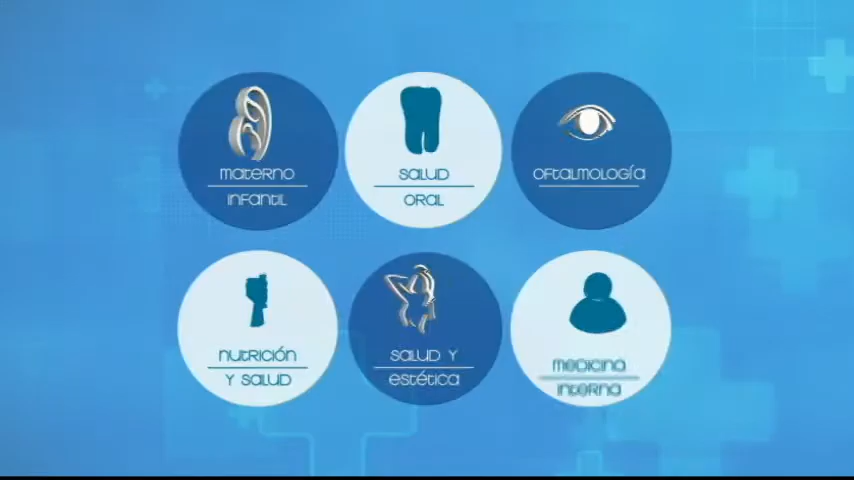 materno
infantil
salud
oral
oftalmología
nutrición
y salud
salud y
estética
medicina
interna